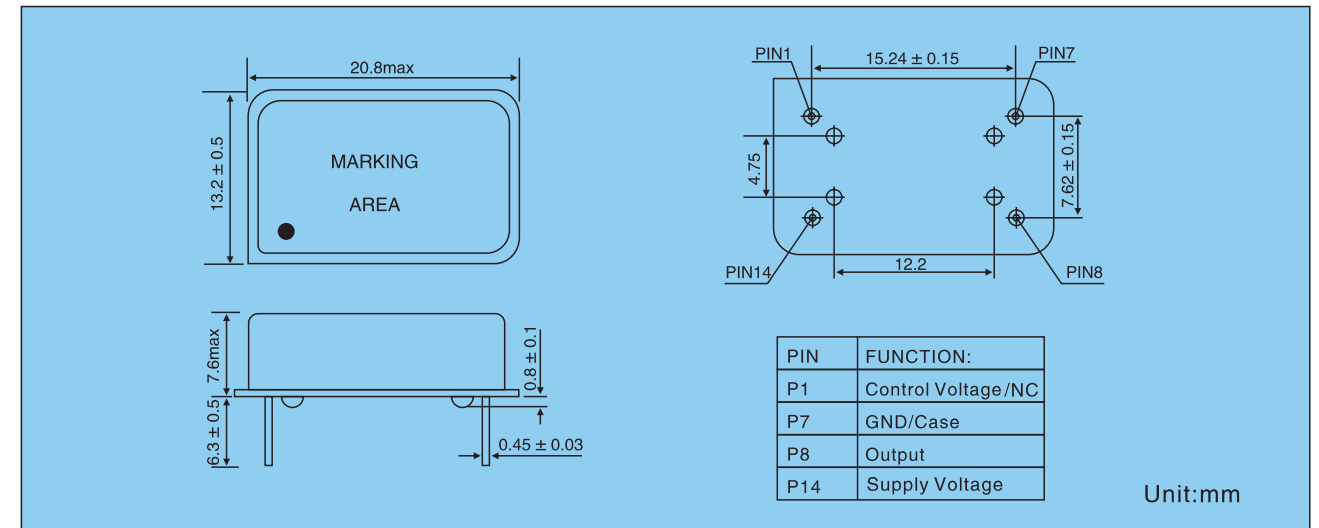 20.8max
13.2 ± 0.5
MARKING
AREA
PIN1
15.24 ± 0.15
PIN7
4.75
7.62 ± 0.15
PIN14
12.2
PIN8
7.6max
0.8 ± 0.1
6.3 ± 0.5
0.45 ± 0.03
PIN FUNCTION:
P1 Control Voltage/NC
P7 GND/Case
P8 Output
P14 Supply Voltage
Unit:mm